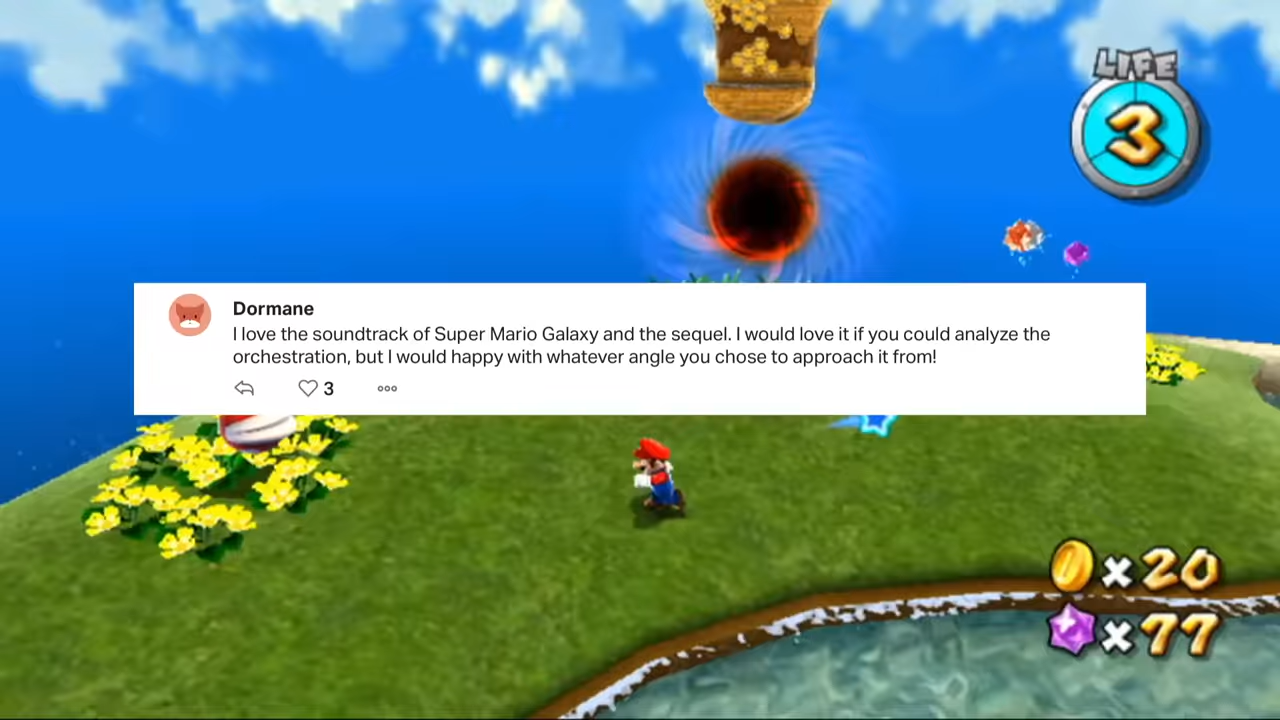 LIFE
3
Dormane
I love the soundtrack of Super Mario Galaxy and the sequel. I would love it if you could analyze the
orchestration, but I would happy with whatever angle you chose to approach it from!
3
x 20
x 77